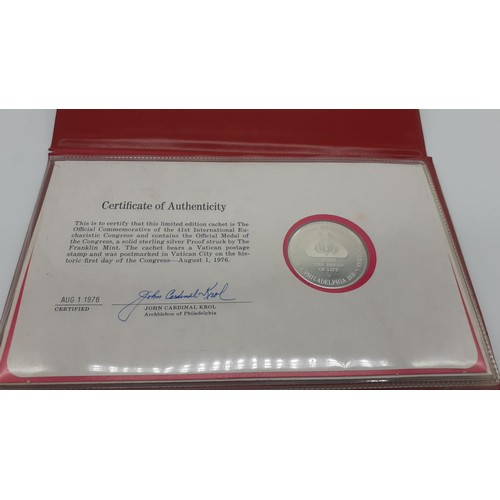 Certificate of Authenticity
This is to certify that this limited edition cachet is The
Official Commemorative of the 41st International Eu-
charistic Congress and contains the Official Medal of
the Congress, a solid sterling silver Proof struck by The
Franklin Mint. The cachet bears a Vatican postage
stamp and was postmarked in Vatican City on the his-
toric first day of the Congress—August 1, 1976.
AUG 1 1976
CERTIFIED
John Cardinal Krol
JOHN CARDINAL KROL
Archbishop of Philadelphia
OF LIFE
PHILADELPHIA